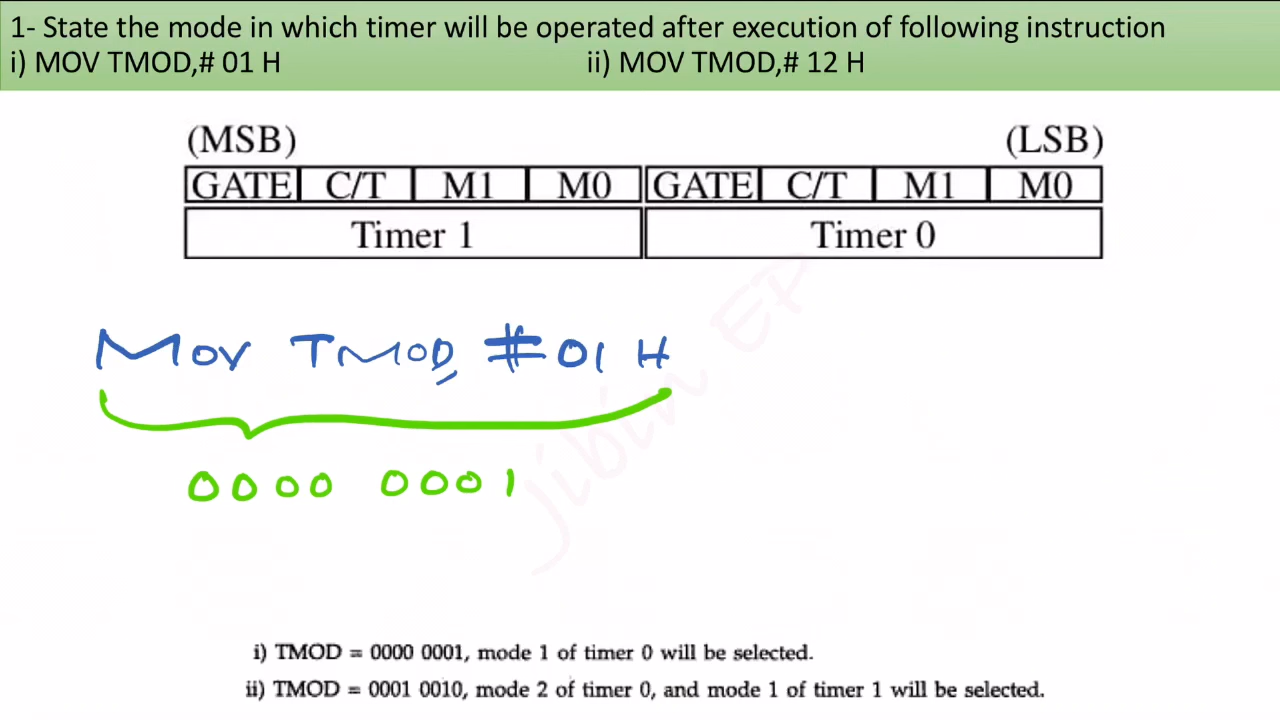 1- State the mode in which timer will be operated after execution of following instruction
i) MOV TMOD,# 01 H ii) MOV TMOD,# 12 H
(MSB) (LSB)
GATE C/T M1 M0 GATE C/T M1 M0
Timer 1 Timer 0
MOV TMOD #01 H
0000 0001
Jibin EP
i) TMOD = 0000 0001, mode 1 of timer 0 will be selected.
ii) TMOD = 0001 0010, mode 2 of timer 0, and mode 1 of timer 1 will be selected.